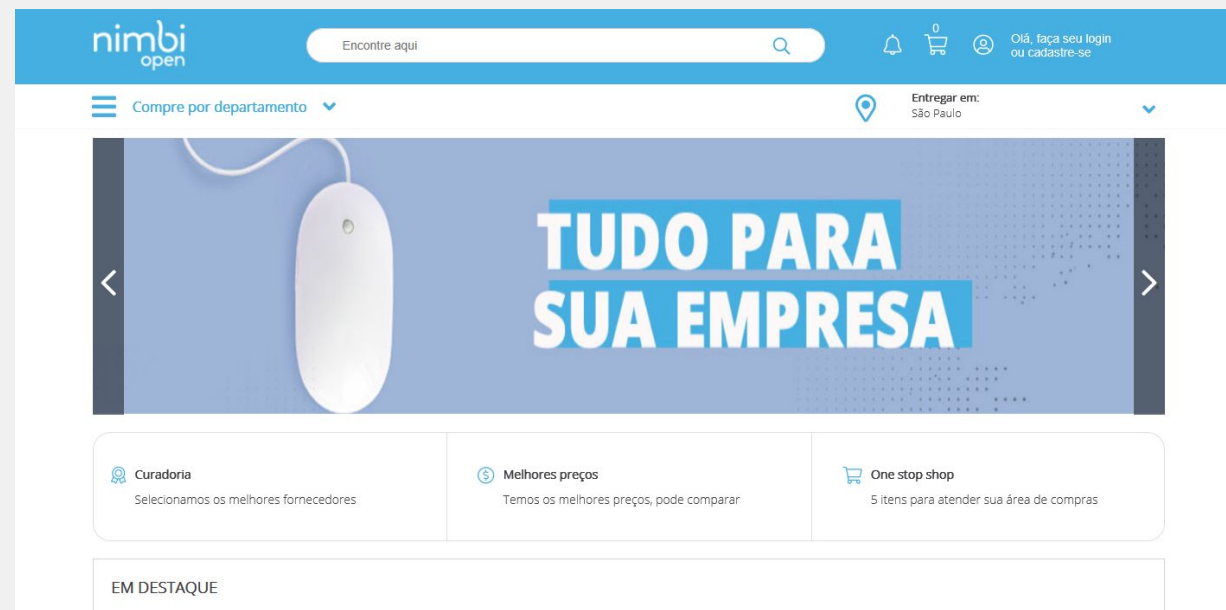 nimbi
open
Encontre aqui
0
Olá, faça seu login
ou cadastre-se
Compre por departamento
Entregar em:
São Paulo
TUDO PARA
SUA EMPRESA
Curadoria
Selecionamos os melhores fornecedores
Melhores preços
Temos os melhores preços, pode comparar
One stop shop
5 itens para atender sua área de compras
EM DESTAQUE